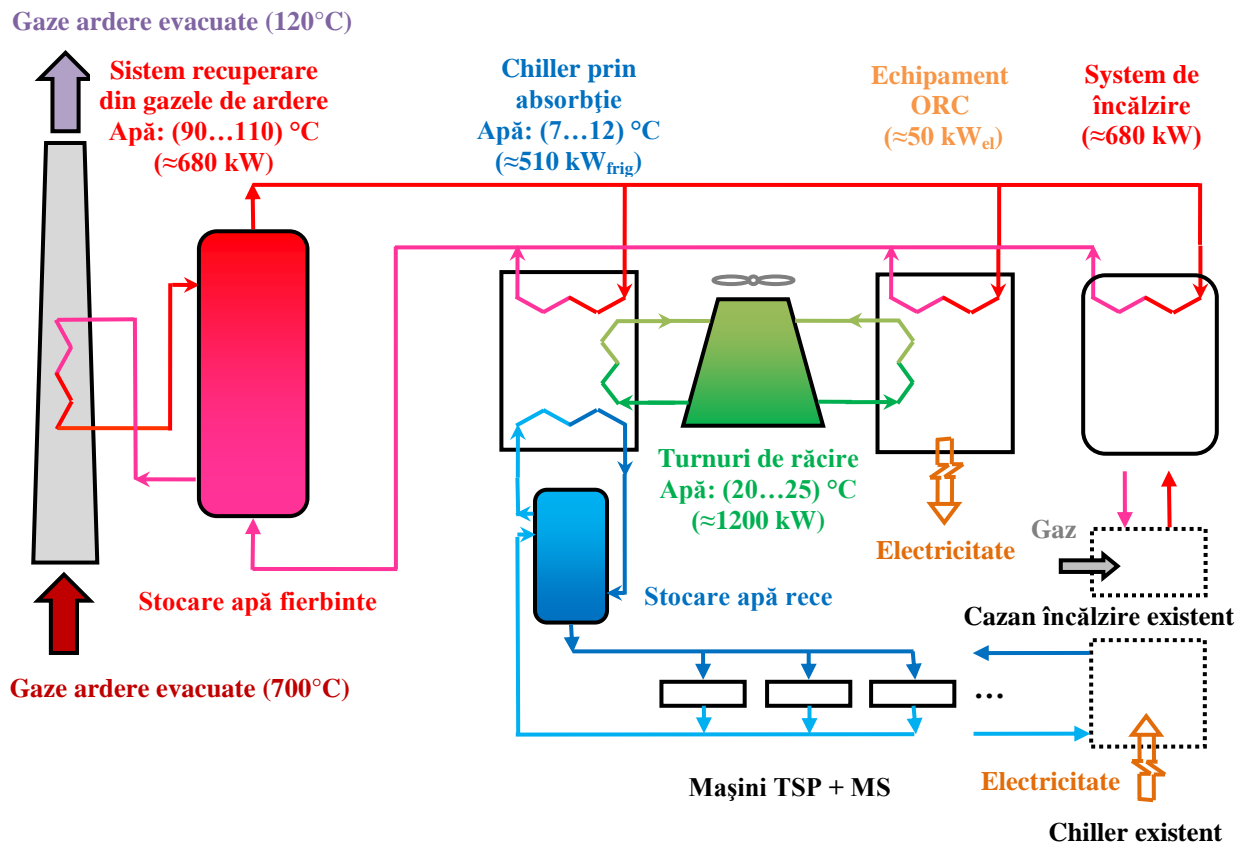 Gaze ardere evacuate (120°C)
Sistem recuperare
din gazele de ardere
Apă: (90…110) °C
(≈680 kW)
Chiller prin
absorbţie
Apă: (7…12) °C
(≈510 kWfrig)
Echipament
ORC
(≈50 kWel)
System de
încălzire
(≈680 kW)
Turnuri de răcire
Apă: (20…25) °C
(≈1200 kW)
Electricitate
Gaz
Stocare apă fierbinte
Stocare apă rece
Cazan încălzire existent
Gaze ardere evacuate (700°C)
…
Maşini TSP + MS
Electricitate
Chiller existent